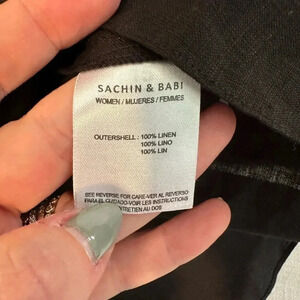 SACHIN & BABI
WOMEN / MUJERES / FEMMES
OUTERSHELL : 100% LINEN
100% LINO
100% LIN
SEE REVERSE FOR CARE-VER AL REVERSO
PARA EL CUIDADO-VOIR LES INSTRUCTIONS
ENTRETIEN AU DOS